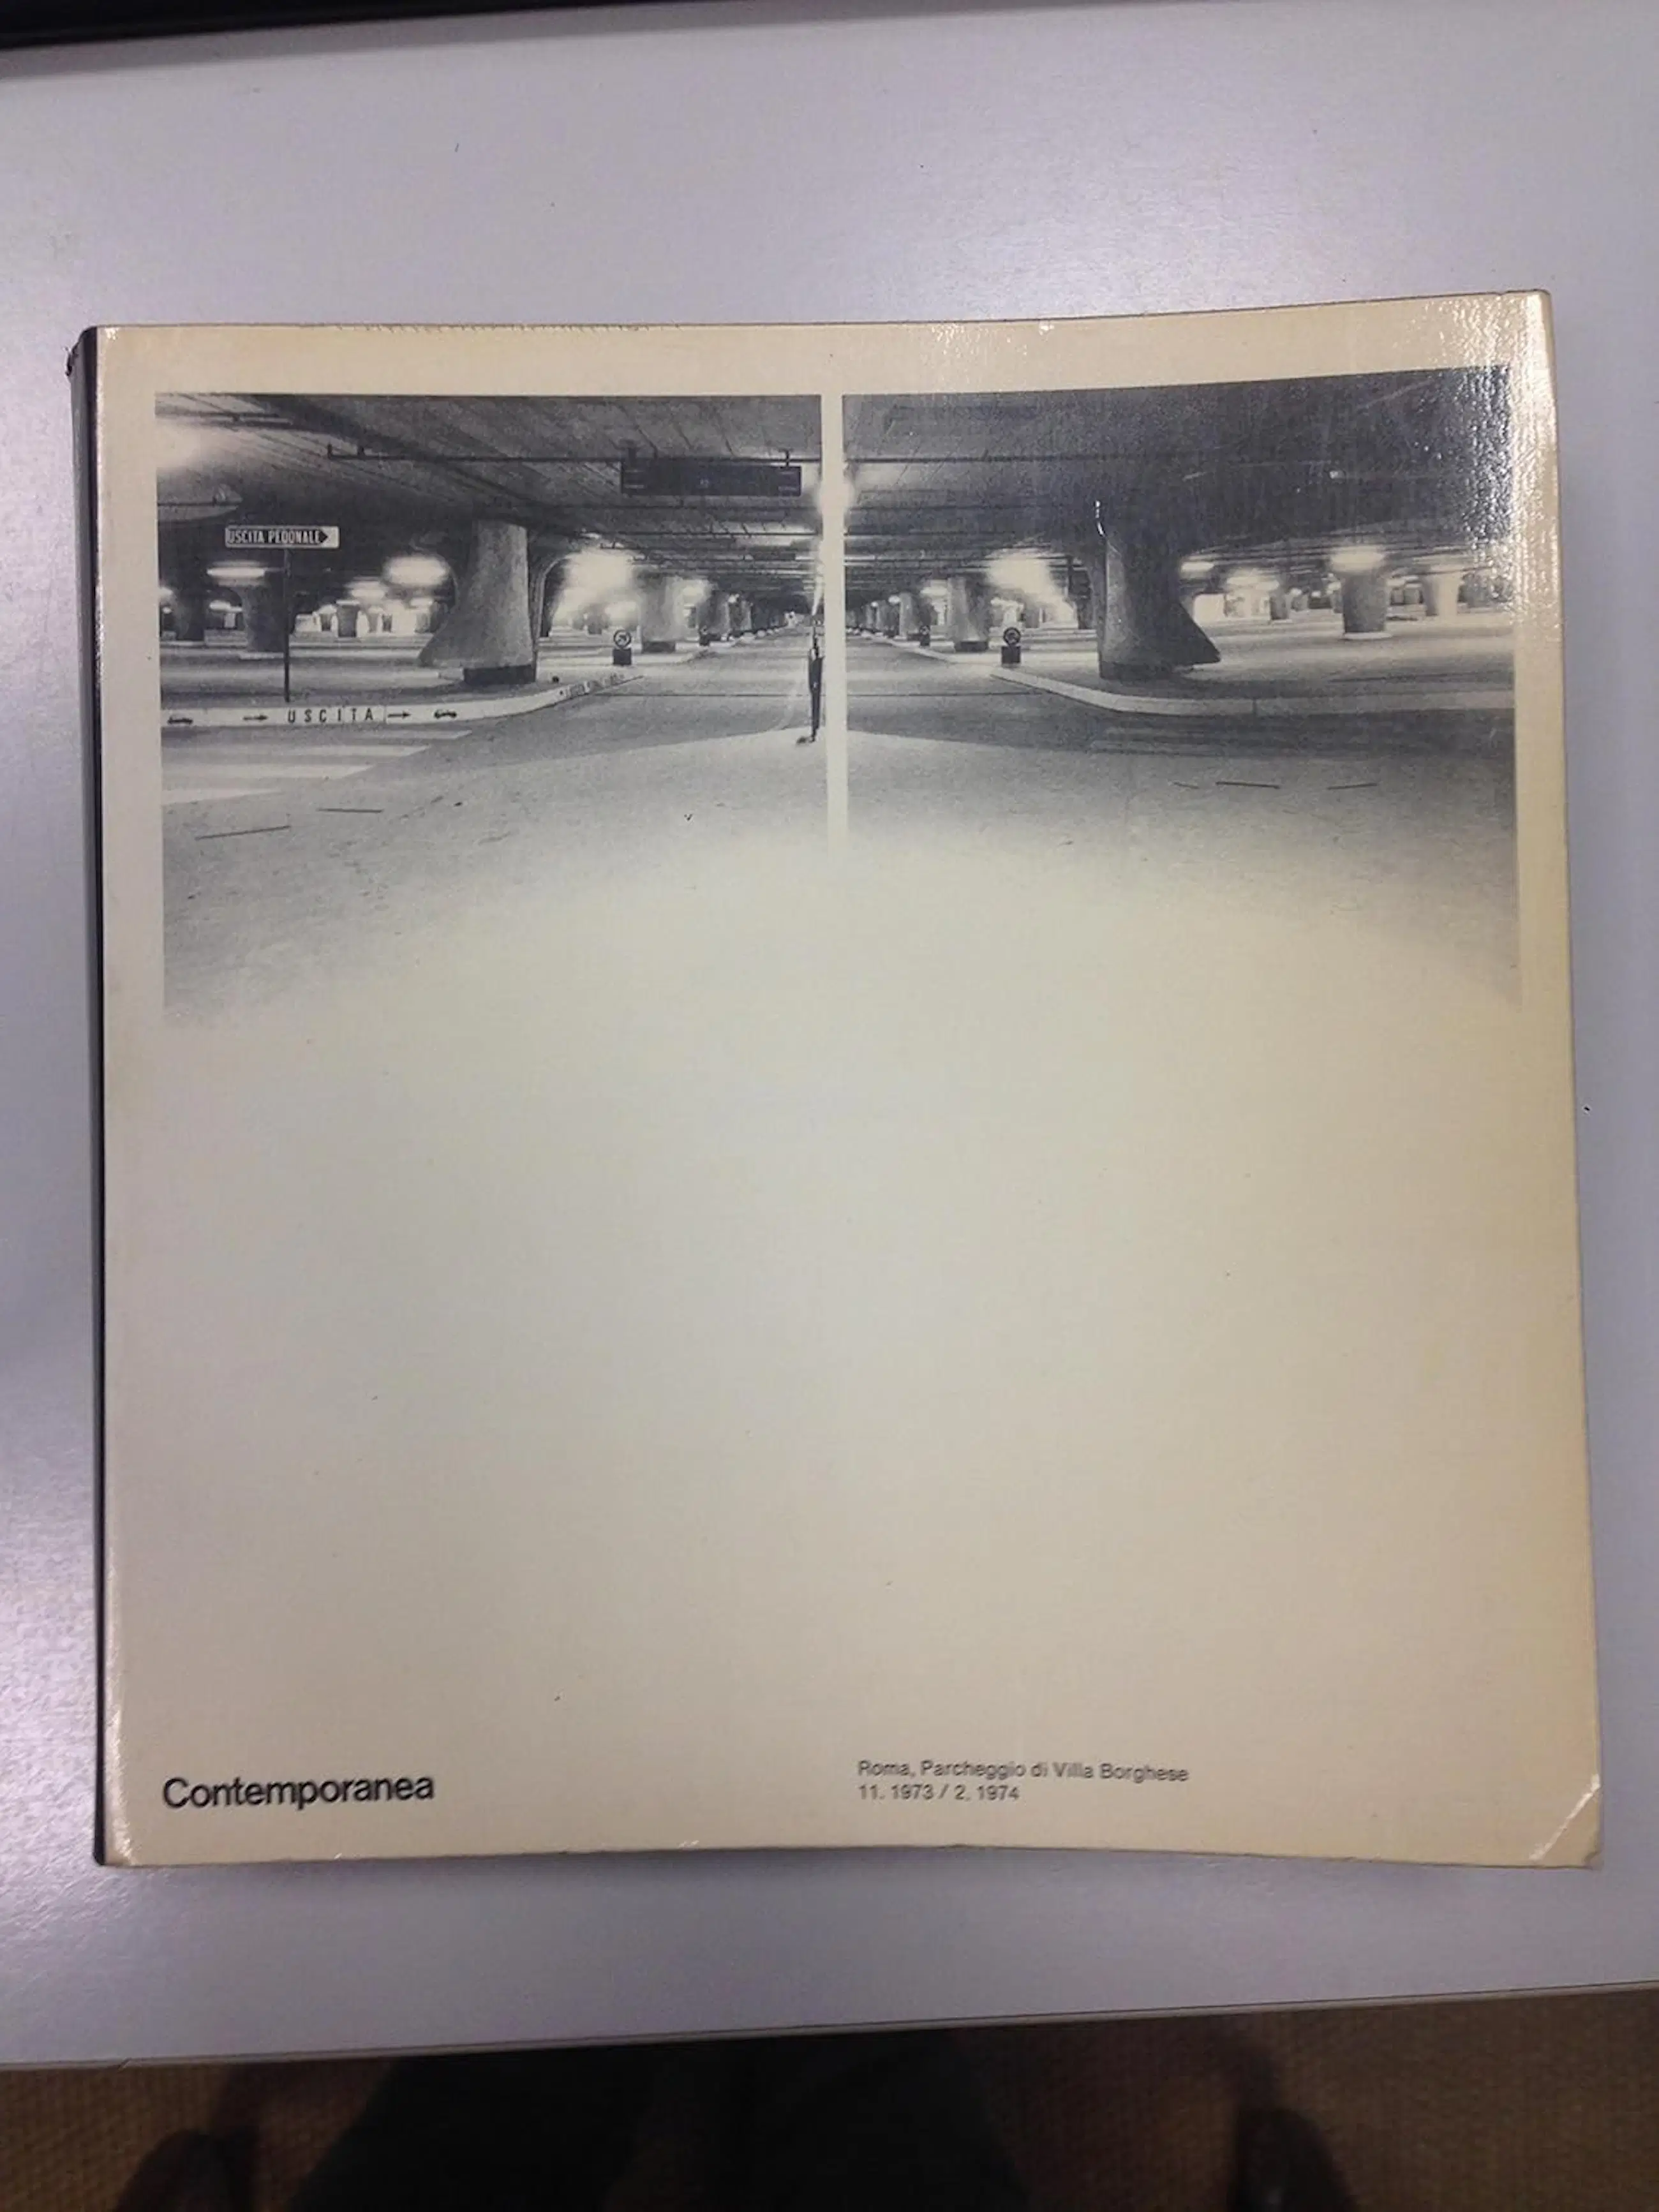 USCITA PEDONALE
USCITA
Contemporanea
Roma, Parcheggio di Villa Borghese
11. 1973 / 2. 1974